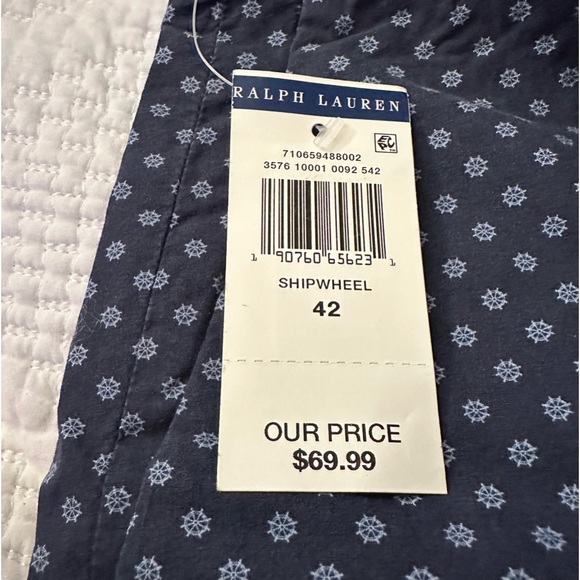 RALPH LAUREN
710659488002
3576 10001 0092 542
1 90760 65623 1
SHIPWHEEL
42
OUR PRICE
$69.99